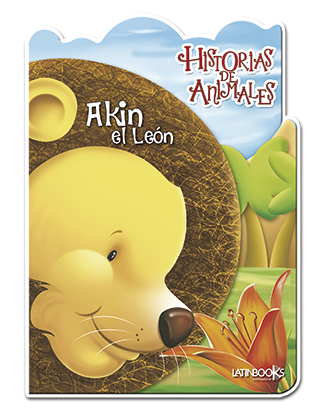 HISTORIAS
DE
ANIMALES
Akin
el León
LATINBOOKS